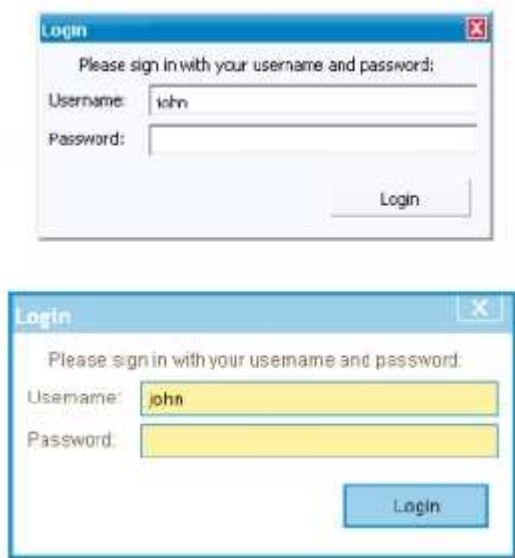 Login
Please sign in with your username and password:
Username: john
Password:
Login
Login X
Please sign in with your username and password:
Username: john
Password:
Login